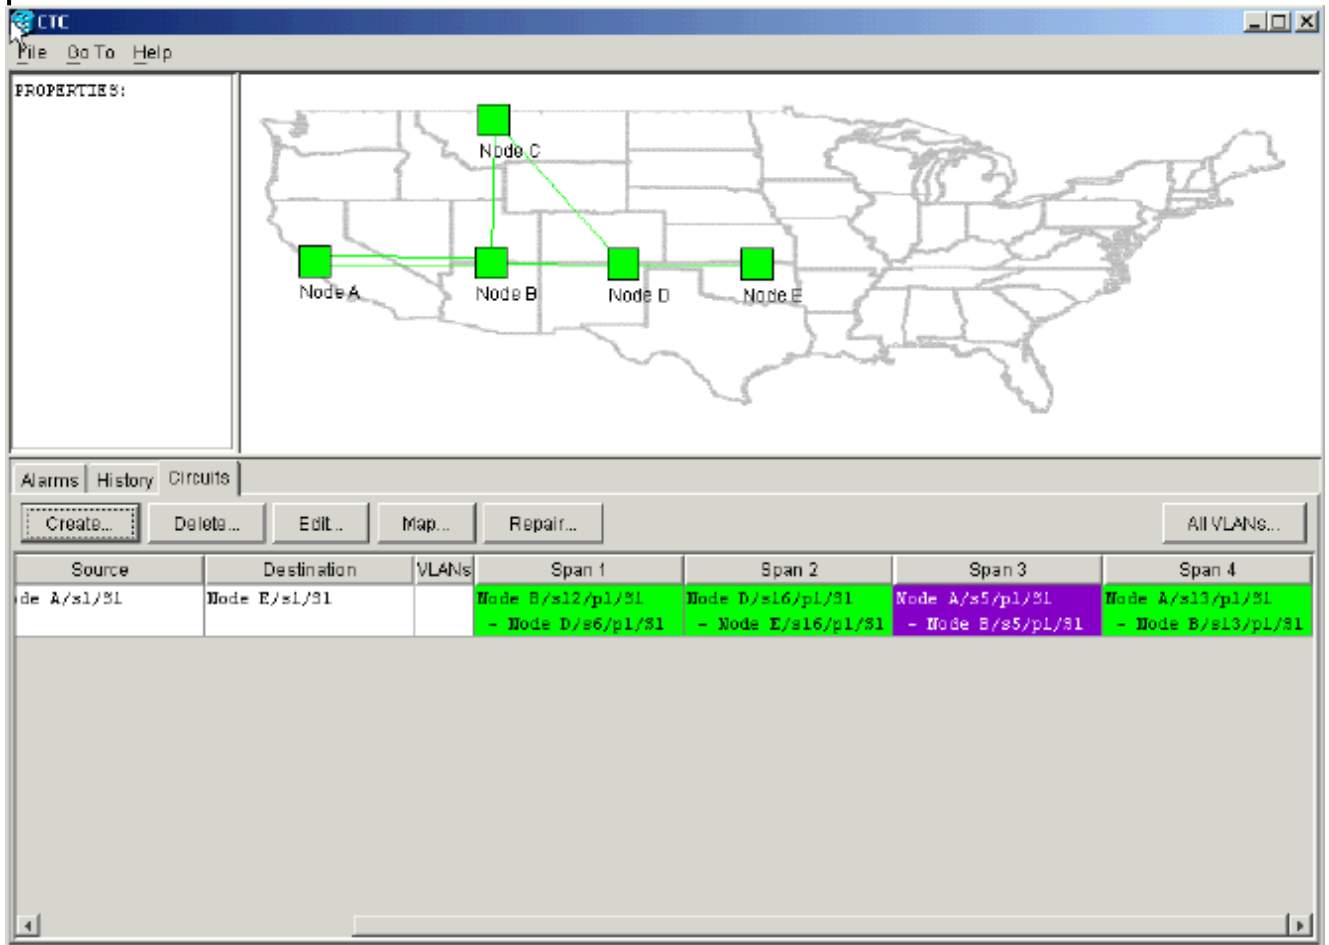 CTC
File Go To Help
PROPERTIES:
Node C
Node A
Node B
Node D
Node E
Alarms History Circuits
Create... Delete... Edit... Map... Repair... All VLANs...
Source Destination VLANs Span 1 Span 2 Span 3 Span 4
de A/s1/S1 Node E/s1/S1 Node B/s12/p1/S1 Node D/s16/p1/S1 Node A/s5/p1/S1 Node A/s13/p1/S1
- Node D/s6/p1/S1 - Node E/s16/p1/S1 - Node B/s5/p1/S1 - Node B/s13/p1/S1